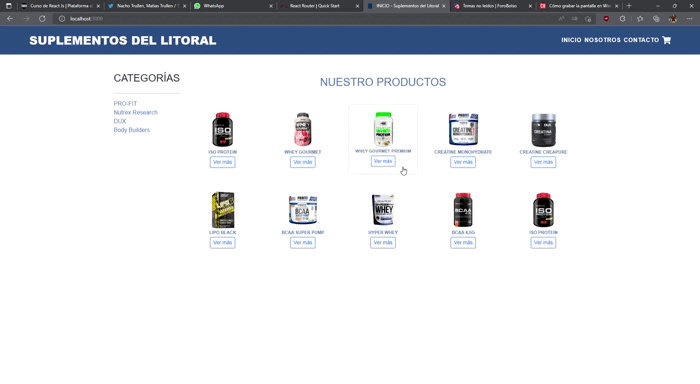 Curso de React Js | Plataforma d
Nacho Trullen, Matias Trullen / T
WhatsApp
React Router | Quick Start
INICIO - Suplementos del Litoral
Temas no leídos | FondBolsa
Cómo grabar la pantalla en Win
localhost:3000
SUPLEMENTOS DEL LITORAL
INICIO NOSOTROS CONTACTO
CATEGORÍAS
PRO-FIT
Nutrex Research
DUX
Body Builders
NUESTRO PRODUCTOS
ISO PROTEIN
WHEY GOURMET
WHEY GOURMET PREMIUM
CREATINE MONOHYDRATE
CREATINE CREAPURE
Ver más
Ver más
Ver más
Ver más
Ver más
LIPO BLACK
BCAA SUPER PUMP
HYPER WHEY
BCAA 4,5G
ISO PROTEIN
Ver más
Ver más
Ver más
Ver más
Ver más